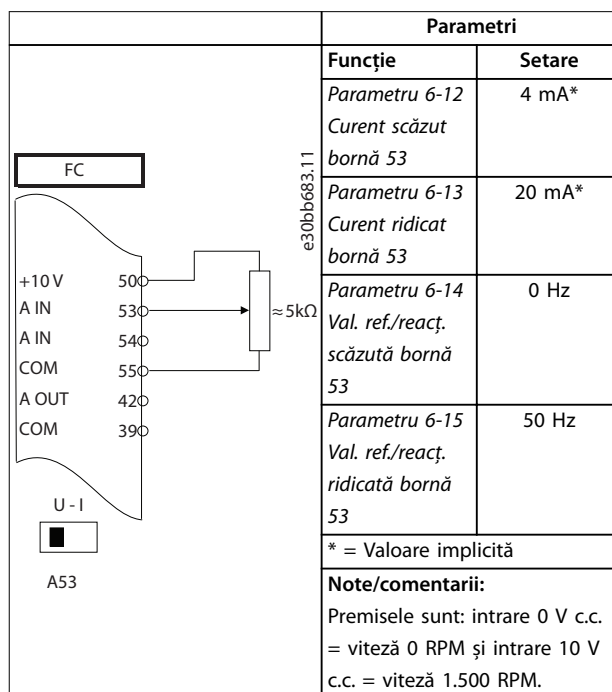 Parametri
Funcție Setare
Parametru 6-12 4 mA*
Curent scăzut
bornă 53
Parametru 6-13 20 mA*
Curent ridicat
bornă 53
Parametru 6-14 0 Hz
Val. ref./reacț.
scăzută bornă
53
Parametru 6-15 50 Hz
Val. ref./reacț.
ridicată bornă
53
* = Valoare implicită
Note/comentarii:
Premisele sunt: intrare 0 V c.c.
= viteză 0 RPM și intrare 10 V
c.c. = viteză 1.500 RPM.
FC
e30bb683.11
+10 V 50
A IN 53
A IN 54
COM 55
A OUT 42
COM 39
≈5kΩ
U - I
A53